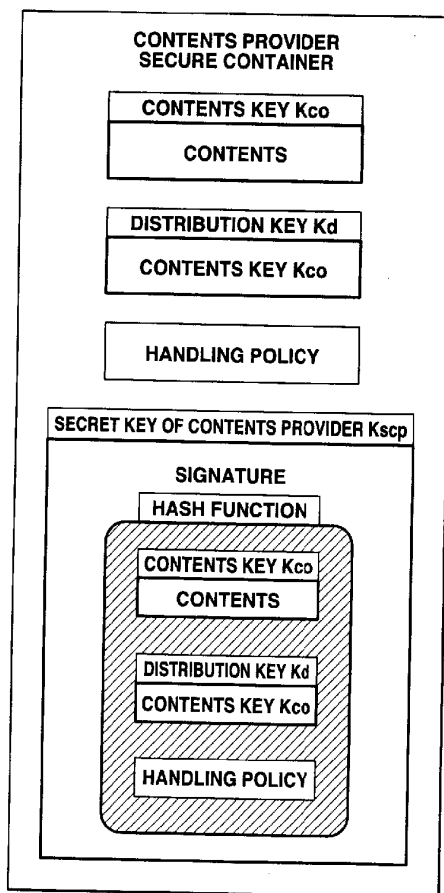 CONTENTS PROVIDER
SECURE CONTAINER
CONTENTS KEY Kco
CONTENTS
DISTRIBUTION KEY Kd
CONTENTS KEY Kco
HANDLING POLICY
SECRET KEY OF CONTENTS PROVIDER Kscp
SIGNATURE
HASH FUNCTION
CONTENTS KEY Kco
CONTENTS
DISTRIBUTION KEY Kd
CONTENTS KEY Kco
HANDLING POLICY